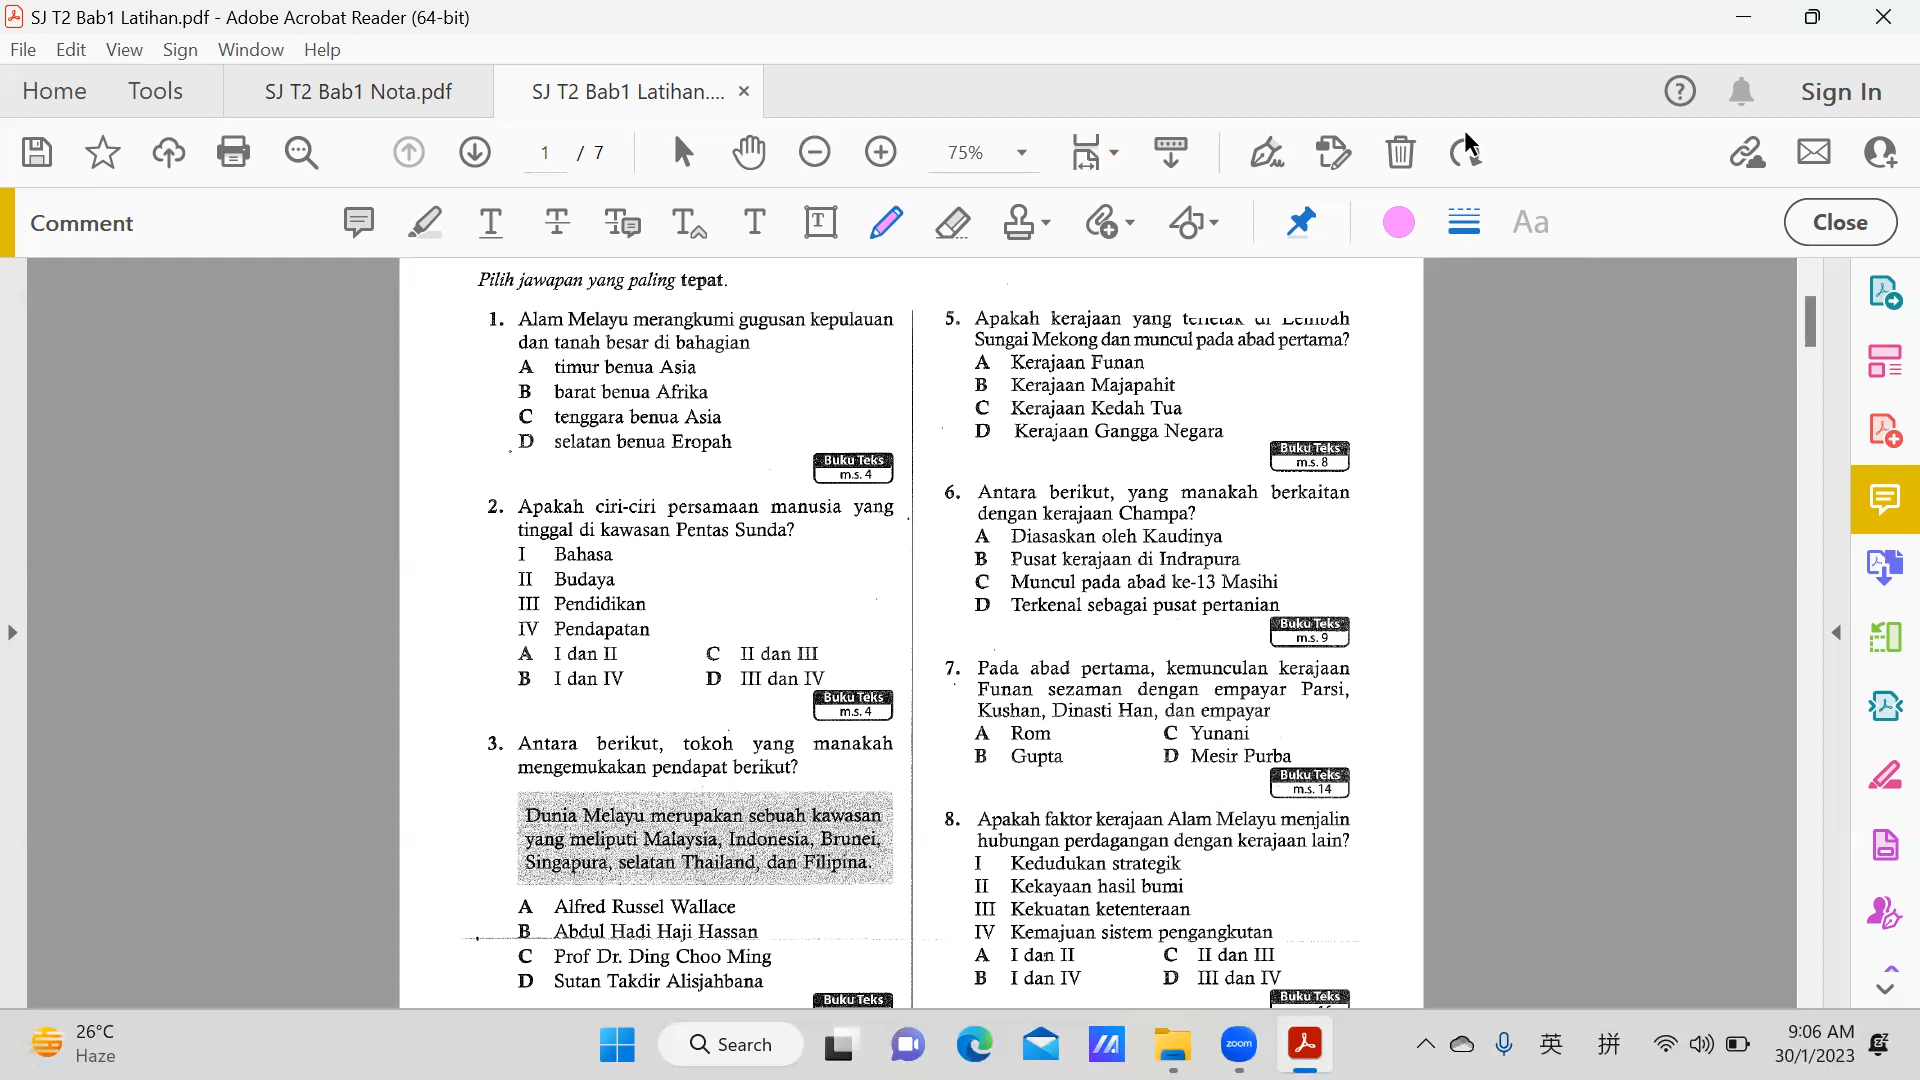 SJ T2 Bab1 Latihan.pdf - Adobe Acrobat Reader (64-bit)
File Edit View Sign Window Help
Home Tools SJ T2 Bab1 Nota.pdf SJ T2 Bab1 Latihan.... × Sign In
1 / 7 75%
Comment Aa Close
Pilih jawapan yang paling tepat.
1. Alam Melayu merangkumi gugusan kepulauan
dan tanah besar di bahagian
A timur benua Asia
B barat benua Afrika
C tenggara benua Asia
D selatan benua Eropah
Buku Teks
m.s. 4
2. Apakah ciri-ciri persamaan manusia yang
tinggal di kawasan Pentas Sunda?
I Bahasa
II Budaya
III Pendidikan
IV Pendapatan
A I dan II C II dan III
B I dan IV D III dan IV
Buku Teks
m.s. 4
3. Antara berikut, tokoh yang manakah
mengemukakan pendapat berikut?
Dunia Melayu merupakan sebuah kawasan
yang meliputi Malaysia, Indonesia, Brunei,
Singapura, selatan Thailand, dan Filipina.
A Alfred Russel Wallace
B Abdul Hadi Haji Hassan
C Prof Dr. Ding Choo Ming
D Sutan Takdir Alisjahbana
Buku Teks
5. Apakah kerajaan yang terletak di Lembah
Sungai Mekong dan muncul pada abad pertama?
A Kerajaan Funan
B Kerajaan Majapahit
C Kerajaan Kedah Tua
D Kerajaan Gangga Negara
Buku Teks
m.s. 8
6. Antara berikut, yang manakah berkaitan
dengan kerajaan Champa?
A Diasaskan oleh Kaudinya
B Pusat kerajaan di Indrapura
C Muncul pada abad ke-13 Masihi
D Terkenal sebagai pusat pertanian
Buku Teks
m.s. 9
7. Pada abad pertama, kemunculan kerajaan
Funan sezaman dengan empayar Parsi,
Kushan, Dinasti Han, dan empayar
A Rom C Yunani
B Gupta D Mesir Purba
Buku Teks
m.s. 14
8. Apakah faktor kerajaan Alam Melayu menjalin
hubungan perdagangan dengan kerajaan lain?
I Kedudukan strategik
II Kekayaan hasil bumi
III Kekuatan ketenteraan
IV Kemajuan sistem pengangkutan
A I dan II C II dan III
B I dan IV D III dan IV
Buku Teks
26°C
Haze
Search
zoom
英 拼
9:06 AM
30/1/2023